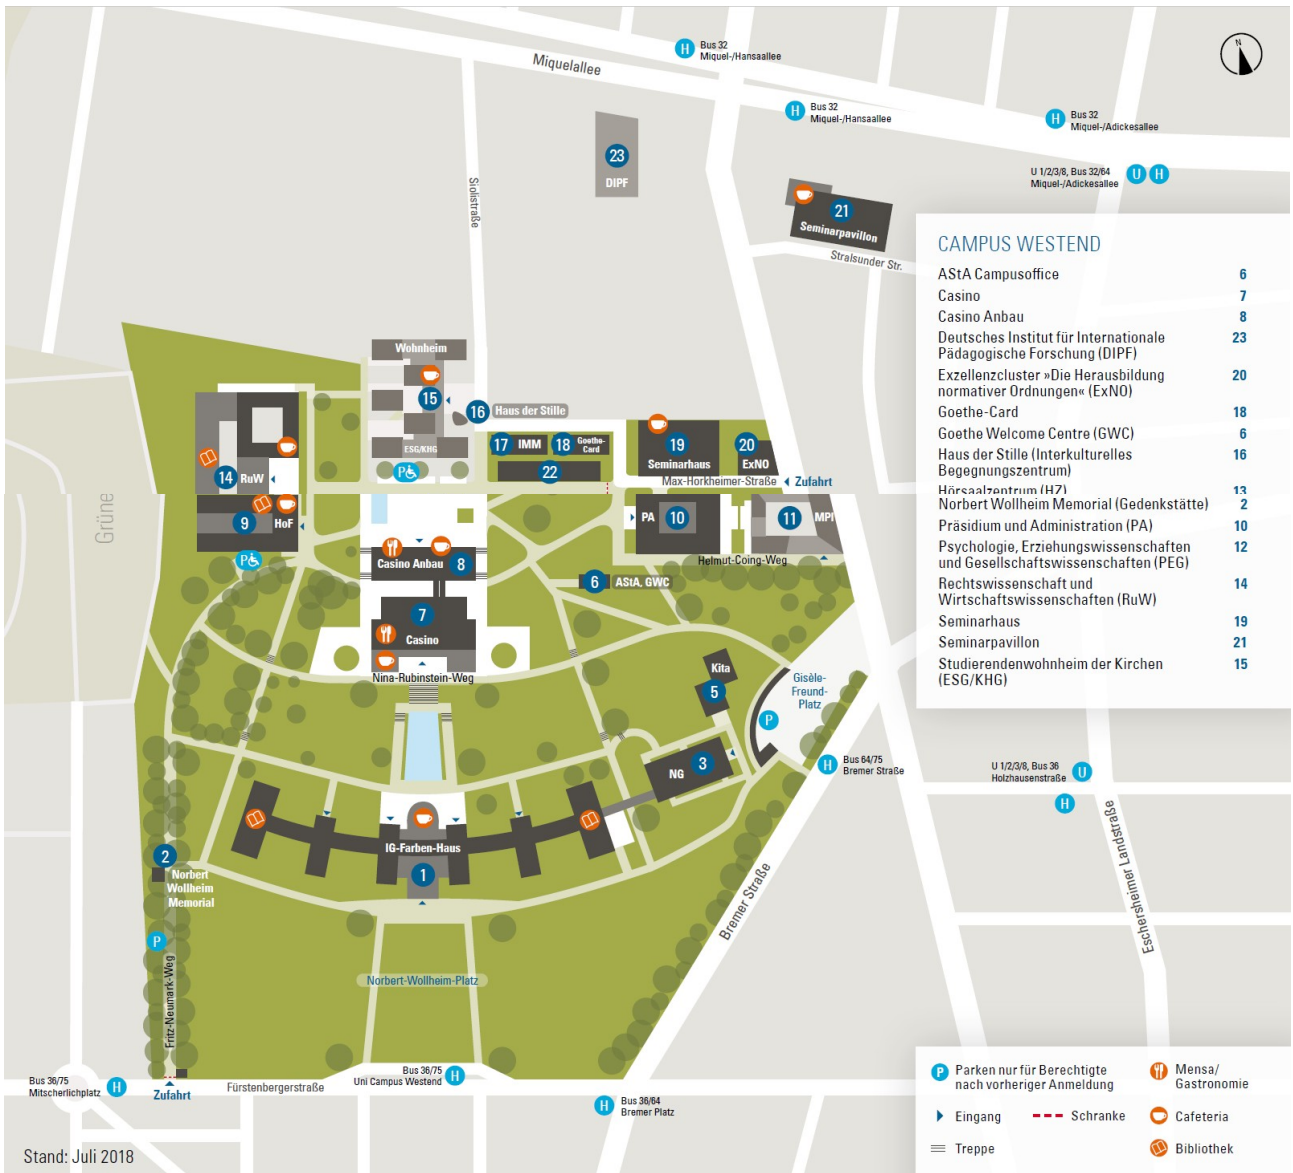 Bus 32
Miquel-/Hansaallee
N
Miquelallee
Bus 32
Miquel-/Hansaallee
Bus 32
Miquel-/Adickesallee
H
H
H
U 1/2/3/8, Bus 32/64
Miquel-/Adickesallee
U H
23
DIPF
Siolistraße
21
Seminarpavillon
Stralsunder Str.
CAMPUS WESTEND
AStA Campusoffice 6
Casino 7
Casino Anbau 8
Deutsches Institut für Internationale 23
Pädagogische Forschung (DIPF)
Exzellenzcluster »Die Herausbildung 20
normativer Ordnungen« (ExNO)
Goethe-Card 18
Goethe Welcome Centre (GWC) 6
Haus der Stille (Interkulturelles 16
Begegnungszentrum)
Hörsaalzentrum (HZ) 13
Norbert Wollheim Memorial (Gedenkstätte) 2
Präsidium und Administration (PA) 10
Psychologie, Erziehungswissenschaften 12
und Gesellschaftswissenschaften (PEG)
Rechtswissenschaft und 14
Wirtschaftswissenschaften (RuW)
Seminarhaus 19
Seminarpavillon 21
Studierendenwohnheim der Kirchen 15
(ESG/KHG)
Wohnheim
15
16 Haus der Stille
ESG/KHG
P
17 IMM
18 Goethe-
Card
22
19
Seminarhaus
20
ExNO
Max-Horkheimer-Straße
Zufahrt
14 RuW
9
HoF
P
Grüne
PA 10
11 MPI
Helmut-Coing-Weg
Casino Anbau 8
6 AStA, GWC
7
Casino
Nina-Rubinstein-Weg
Kita
5
Gisèle-
Freund-
Platz
P
NG 3
H
Bus 64/75
Bremer Straße
U 1/2/3/8, Bus 36
Holzhausenstraße
U
H
IG-Farben-Haus
1
2
Norbert
Wollheim
Memorial
P
Fritz-Neumark-Weg
Bremer Straße
Eschersheimer Landstraße
Norbert-Wollheim-Platz
Bus 36/75
Mitscherlichplatz
H
Zufahrt
Fürstenbergerstraße
Bus 36/75
Uni Campus Westend
H
H
Bus 36/64
Bremer Platz
P Parken nur für Berechtigte
nach vorheriger Anmeldung
Mensa/
Gastronomie
Eingang
Schranke
Cafeteria
Treppe
Bibliothek
Stand: Juli 2018